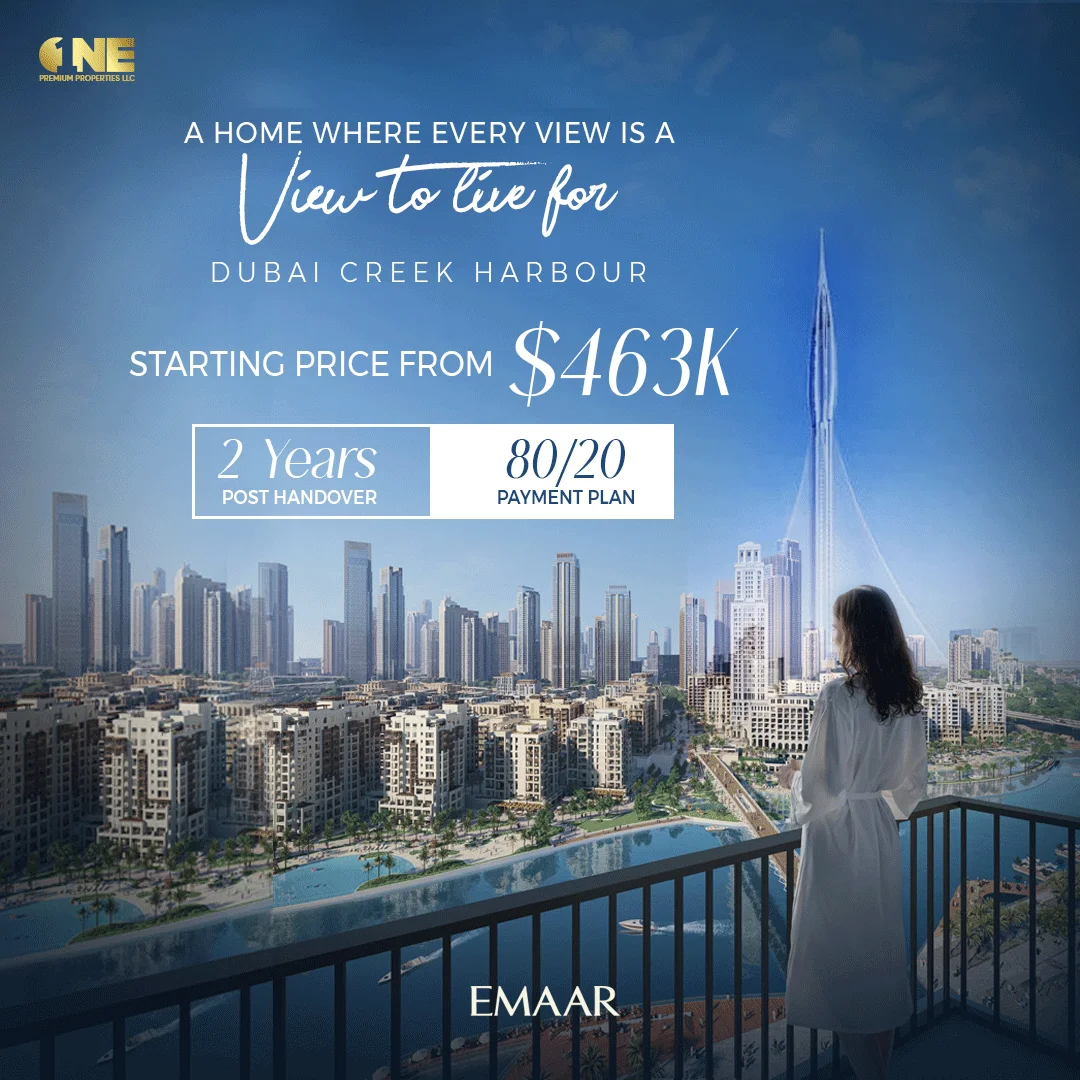 ONE
PREMIUM PROPERTIES LLC
A HOME WHERE EVERY VIEW IS A
View to live for
DUBAI CREEK HARBOUR
STARTING PRICE FROM $463K
2 Years
POST HANDOVER
80/20
PAYMENT PLAN
EMAAR